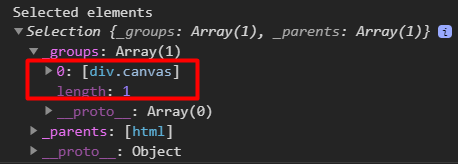 Selected elements
▼ Selection {_groups: Array(1), _parents: Array(1)} i
▼ _groups: Array(1)
▶ 0: [div.canvas]
length: 1
▶ __proto__: Array(0)
▶ _parents: [html]
▶ __proto__: Object